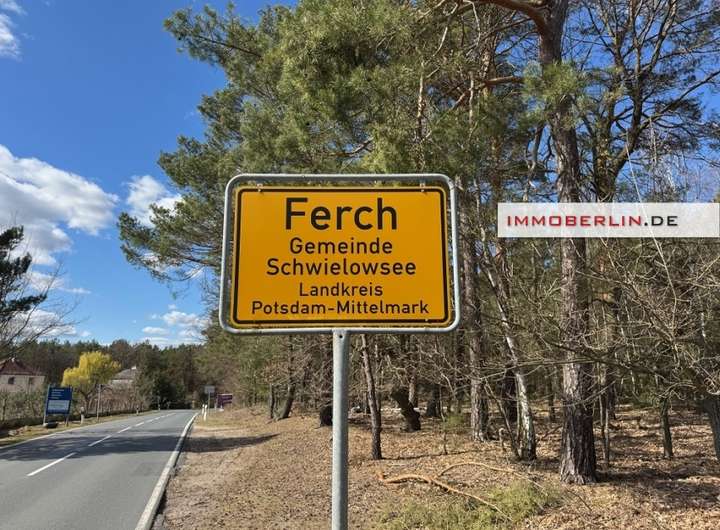 Ferch
Gemeinde
Schwielowsee
Landkreis
Potsdam-Mittelmark
IMMOBERLIN.DE